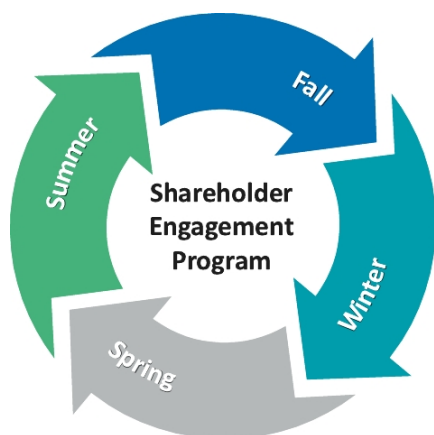 Fall
Summer
Shareholder
Engagement
Program
Winter
Spring